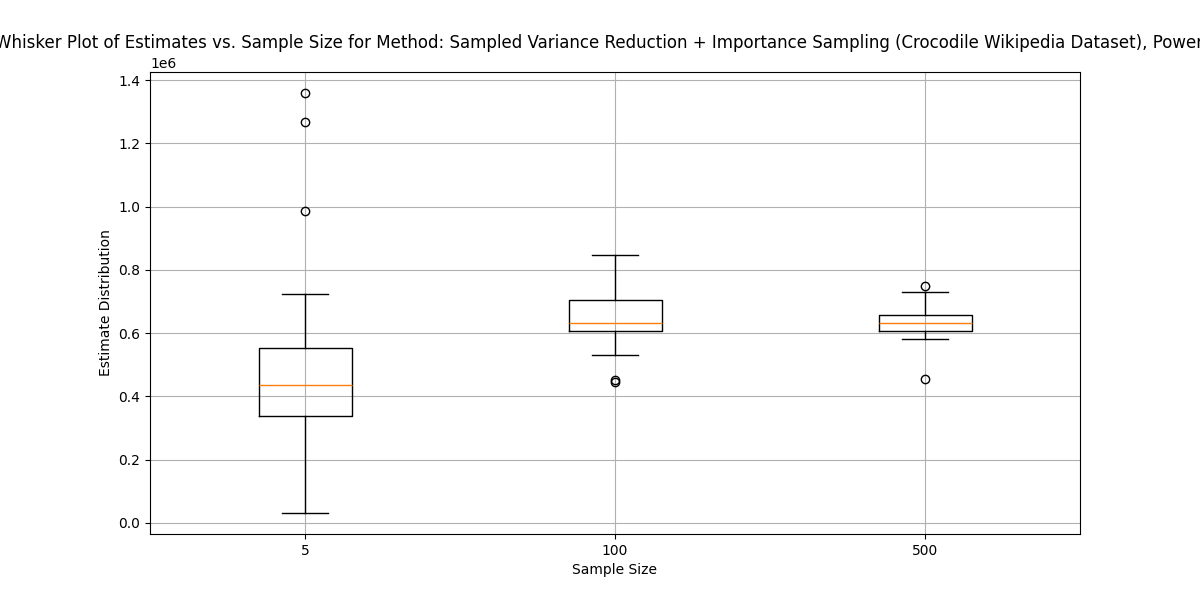 Whisker Plot of Estimates vs. Sample Size for Method: Sampled Variance Reduction + Importance Sampling (Crocodile Wikipedia Dataset), Power
1e6
1.4
1.2
1.0
0.8
0.6
0.4
0.2
0.0
Estimate Distribution
5 100 500
Sample Size